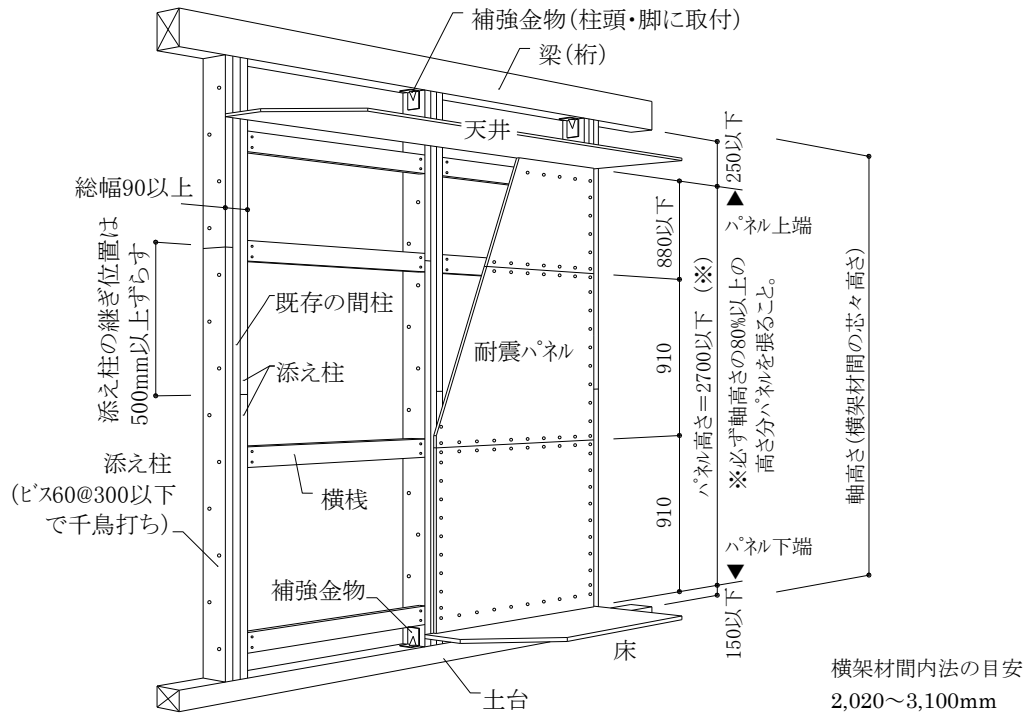 補強金物(柱頭・脚に取付)
梁(桁)
天井
総幅90以上
添え柱の継ぎ位置は
500mm以上ずらす
既存の間柱
添え柱
添え柱
(ビス60@300以下
で千鳥打ち)
横桟
補強金物
土台
床
耐震パネル
880以下
910
910
パネル高さ=2700以下 (※)
250以下
パネル上端
※必ず軸高さの80%以上の
高さ分パネルを張ること。
パネル下端
150以下
軸高さ(横架材間の芯々高さ)
横架材間内法の目安
2,020～3,100mm